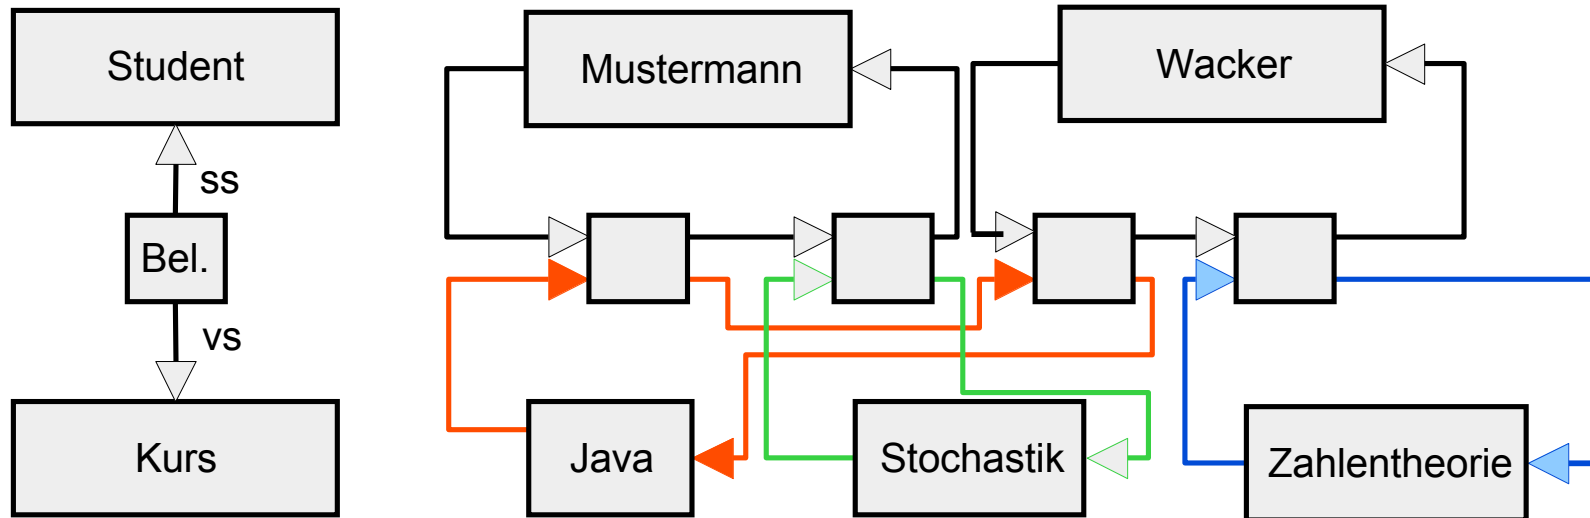 Student
ss
Bel.
vs
Kurs
Mustermann
Wacker
Java
Stochastik
Zahlentheorie